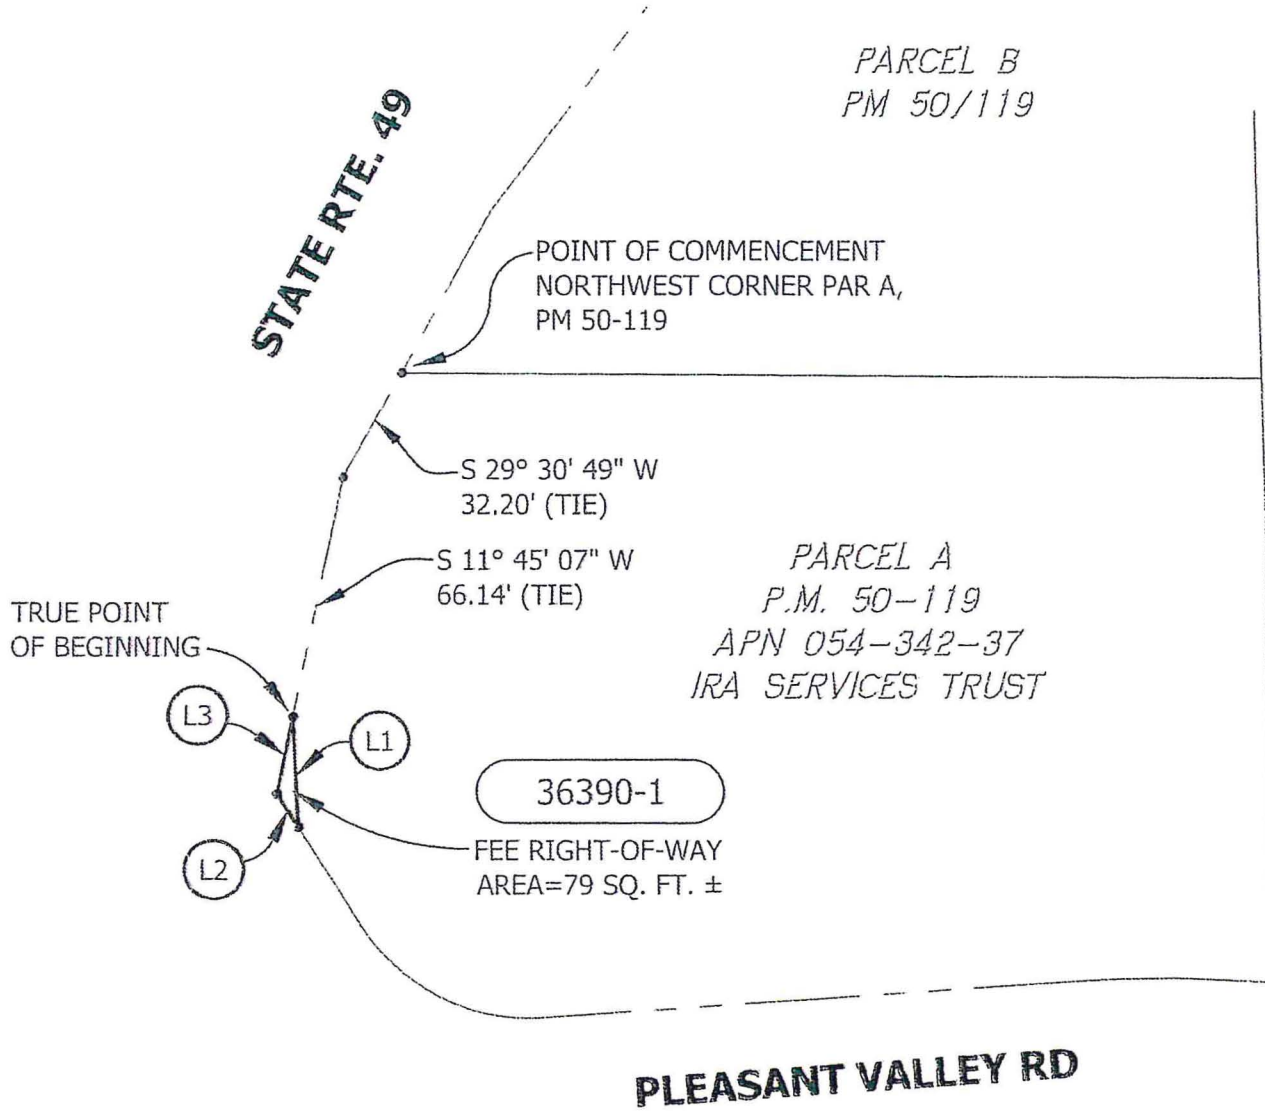 PARCEL B
PM 50/119
STATE RTE. 49
POINT OF COMMENCEMENT
NORTHWEST CORNER PAR A,
PM 50-119
S 29° 30' 49" W
32.20' (TIE)
S 11° 45' 07" W
66.14' (TIE)
PARCEL A
P.M. 50-119
APN 054-342-37
IRA SERVICES TRUST
TRUE POINT
OF BEGINNING
L3
L1
36390-1
L2
FEE RIGHT-OF-WAY
AREA=79 SQ. FT. ±
PLEASANT VALLEY RD